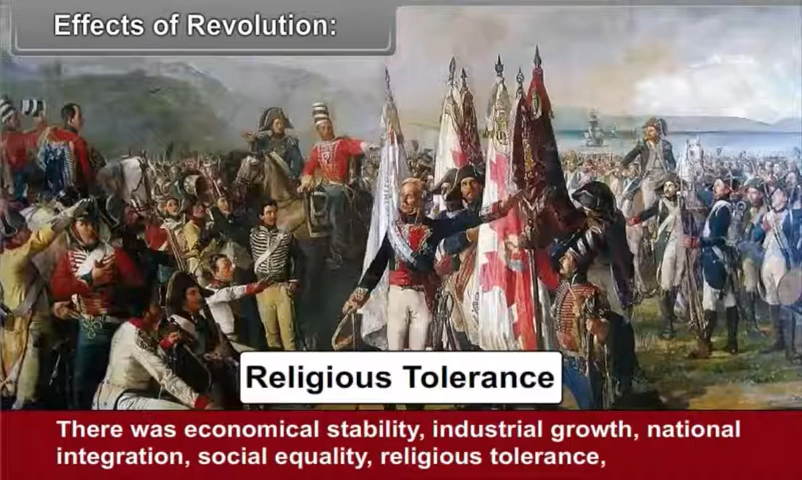 Effects of Revolution:
Religious Tolerance
There was economical stability, industrial growth, national
integration, social equality, religious tolerance,